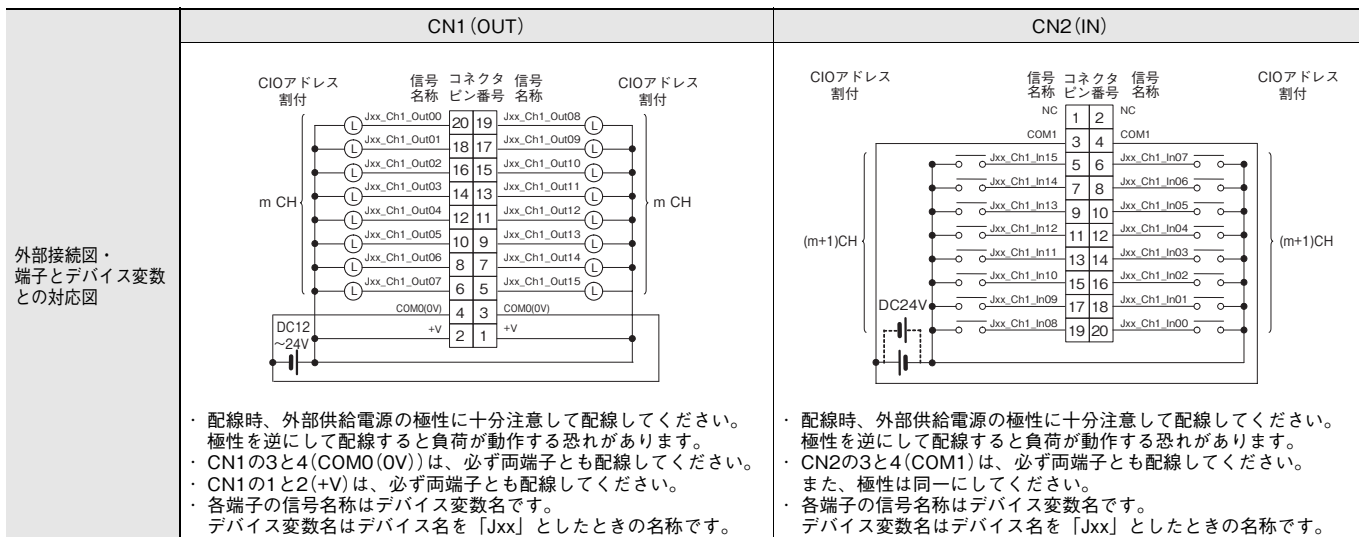 CN1(OUT)
CN2(IN)
外部接続図・
端子とデバイス変数
との対応図
CIOアドレス
割付
信号
名称
コネクタ
ピン番号
信号
名称
CIOアドレス
割付
L Jxx_Ch1_Out00 20 19 Jxx_Ch1_Out08 L
L Jxx_Ch1_Out01 18 17 Jxx_Ch1_Out09 L
L Jxx_Ch1_Out02 16 15 Jxx_Ch1_Out10 L
L Jxx_Ch1_Out03 14 13 Jxx_Ch1_Out11 L
m CH
m CH
L Jxx_Ch1_Out04 12 11 Jxx_Ch1_Out12 L
L Jxx_Ch1_Out05 10 9 Jxx_Ch1_Out13 L
L Jxx_Ch1_Out06 8 7 Jxx_Ch1_Out14 L
L Jxx_Ch1_Out07 6 5 Jxx_Ch1_Out15 L
COM0(0V) 4 3 COM0(0V)
+V 2 1 +V
DC12
~24V
・ 配線時、外部供給電源の極性に十分注意して配線してください。
極性を逆にして配線すると負荷が動作する恐れがあります。
・ CN1の3と4(COM0(0V))は、必ず両端子とも配線してください。
・ CN1の1と2(+V)は、必ず両端子とも配線してください。
・ 各端子の信号名称はデバイス変数名です。
デバイス変数名はデバイス名を「Jxx」としたときの名称です。
CIOアドレス
割付
信号
名称
コネクタ
ピン番号
信号
名称
CIOアドレス
割付
NC 1 2 NC
COM1 3 4 COM1
Jxx_Ch1_In15 5 6 Jxx_Ch1_In07
Jxx_Ch1_In14 7 8 Jxx_Ch1_In06
Jxx_Ch1_In13 9 10 Jxx_Ch1_In05
Jxx_Ch1_In12 11 12 Jxx_Ch1_In04
(m+1)CH
(m+1)CH
Jxx_Ch1_In11 13 14 Jxx_Ch1_In03
Jxx_Ch1_In10 15 16 Jxx_Ch1_In02
DC24V
Jxx_Ch1_In09 17 18 Jxx_Ch1_In01
Jxx_Ch1_In08 19 20 Jxx_Ch1_In00
・ 配線時、外部供給電源の極性に十分注意して配線してください。
極性を逆にして配線すると負荷が動作する恐れがあります。
・ CN2の3と4(COM1)は、必ず両端子とも配線してください。
また、極性は同一にしてください。
・ 各端子の信号名称はデバイス変数名です。
デバイス変数名はデバイス名を「Jxx」としたときの名称です。